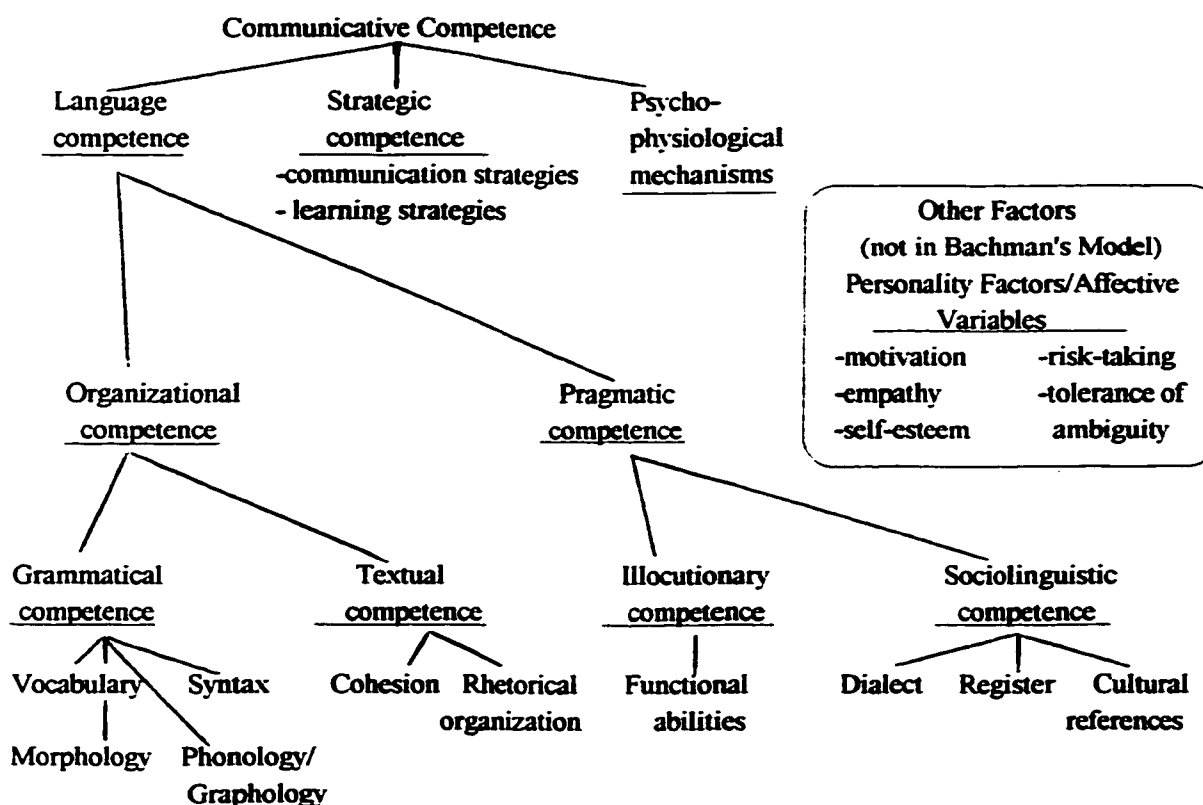 Communicative Competence
Language
competence
Strategic
competence
-communication strategies
- learning strategies
Psycho-
physiological
mechanisms
Other Factors
(not in Bachman's Model)
Personality Factors/Affective
Variables
-motivation
-empathy
-self-esteem
-risk-taking
-tolerance of
ambiguity
Organizational
competence
Pragmatic
competence
Grammatical
competence
Textual
competence
Illocutionary
competence
Sociolinguistic
competence
Vocabulary
Syntax
Morphology
Phonology/
Graphology
Cohesion
Rhetorical
organization
Functional
abilities
Dialect
Register
Cultural
references